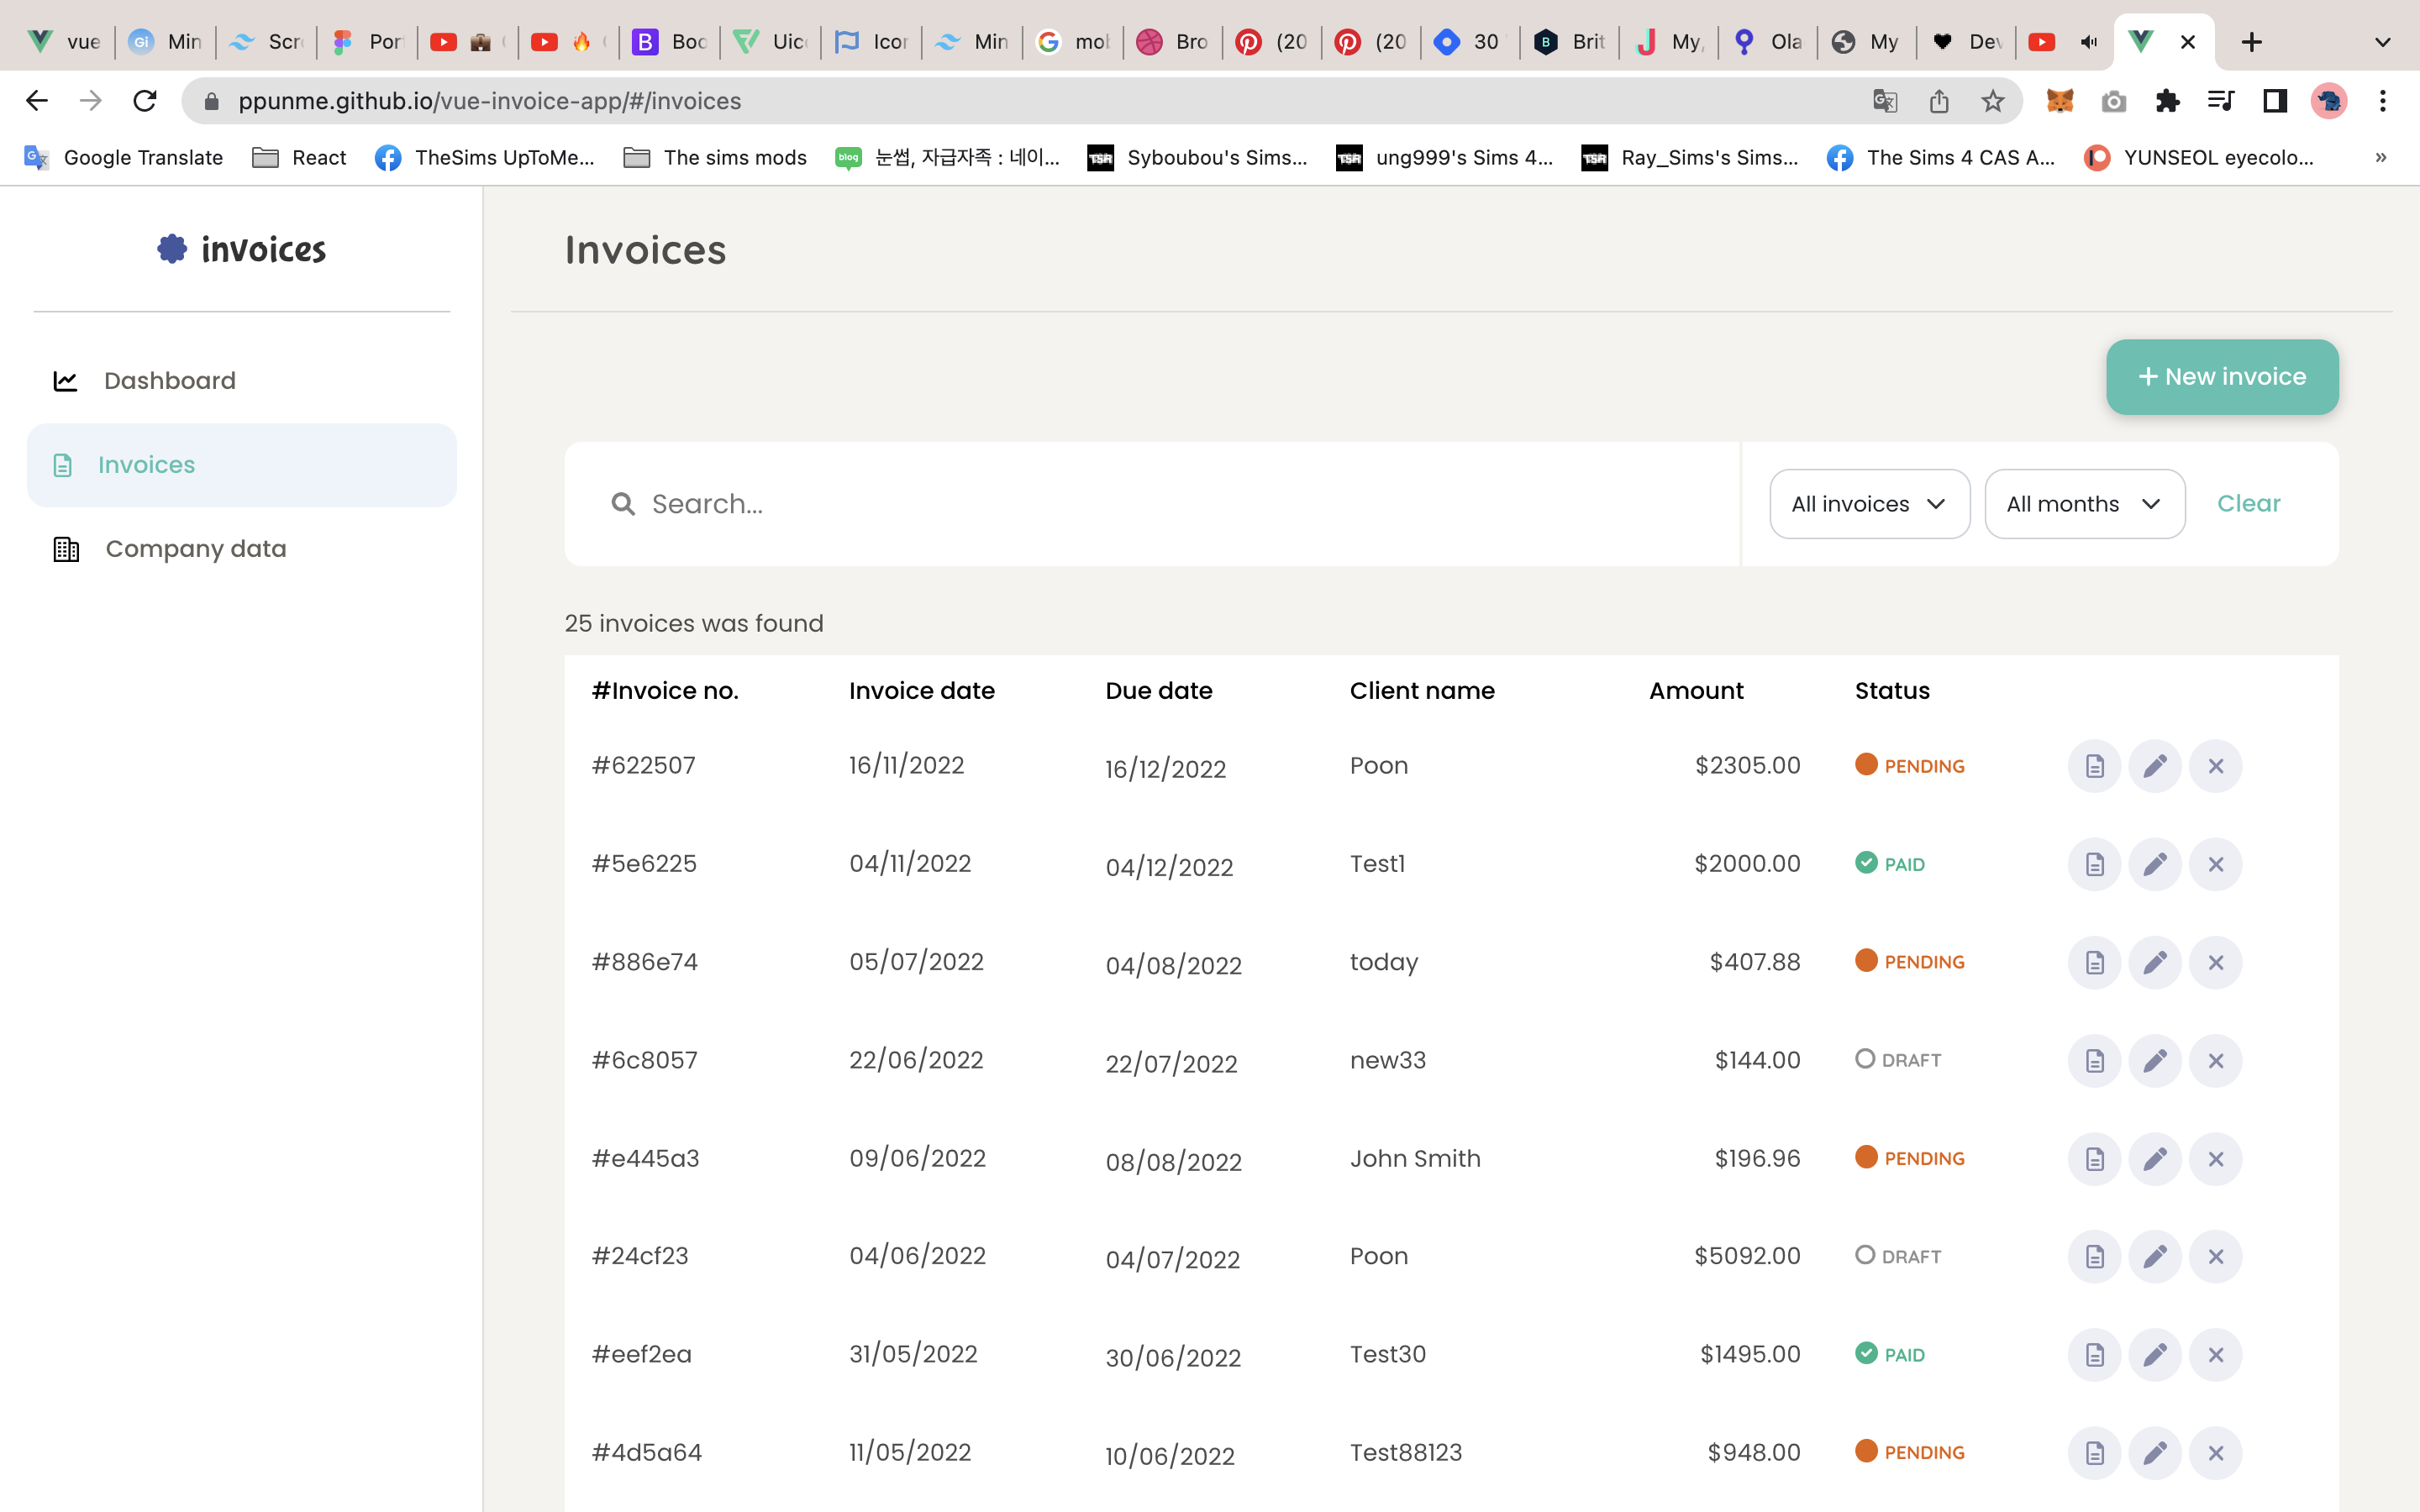 vue Min Scr Por Boo Uico Icor Min mol Bro (20 (20 30 Brit My, Ola My Dev
ppunme.github.io/vue-invoice-app/#/invoices
Google Translate React TheSims UpToMe... The sims mods blog 눈썹, 자급자족 : 네이... TSR Syboubou's Sims... TSR ung999's Sims 4... TSR Ray_Sims's Sims... The Sims 4 CAS A... YUNSEOL eyecolo... »
invoices
Dashboard
Invoices
Company data
Invoices
+ New invoice
Search...
All invoices
All months
Clear
25 invoices was found
#Invoice no. Invoice date Due date Client name Amount Status
#622507 16/11/2022 16/12/2022 Poon $2305.00 PENDING
#5e6225 04/11/2022 04/12/2022 Test1 $2000.00 PAID
#886e74 05/07/2022 04/08/2022 today $407.88 PENDING
#6c8057 22/06/2022 22/07/2022 new33 $144.00 DRAFT
#e445a3 09/06/2022 08/08/2022 John Smith $196.96 PENDING
#24cf23 04/06/2022 04/07/2022 Poon $5092.00 DRAFT
#eef2ea 31/05/2022 30/06/2022 Test30 $1495.00 PAID
#4d5a64 11/05/2022 10/06/2022 Test88123 $948.00 PENDING